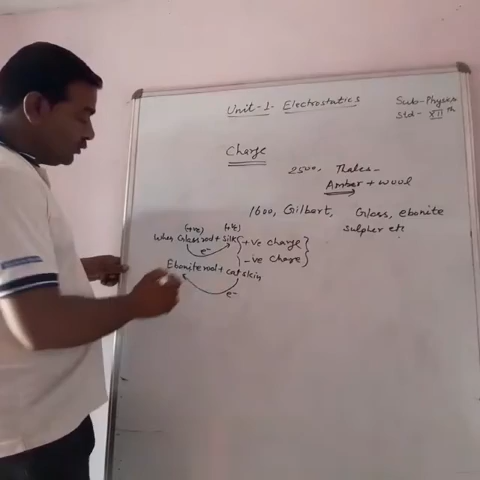 Unit-1- Electrostatics
Sub-Physics
Std- XII th
Charge
2500, Thales-
Amber + wool
1600, Gilbert, Glass, ebonite
sulpher etc
(+ve)
When Glass rod + Silk { +ve charge }
e-
Ebonite rod + cat skin { -ve charge }
e-